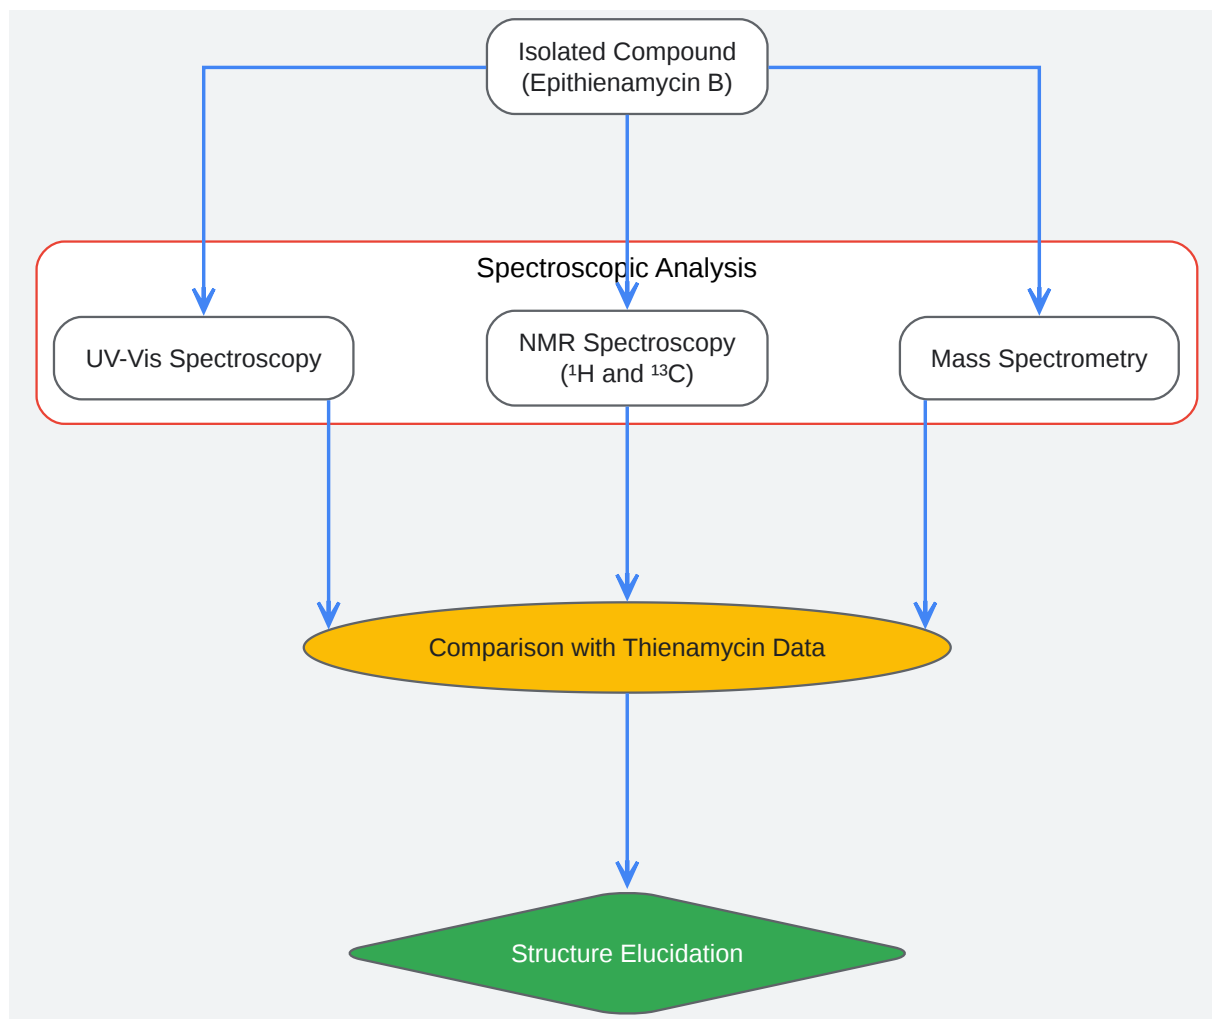 Isolated Compound
(Epithienamycin B)
Spectroscopic Analysis
UV-Vis Spectroscopy
NMR Spectroscopy
(¹H and ¹³C)
Mass Spectrometry
Comparison with Thienamycin Data
Structure Elucidation